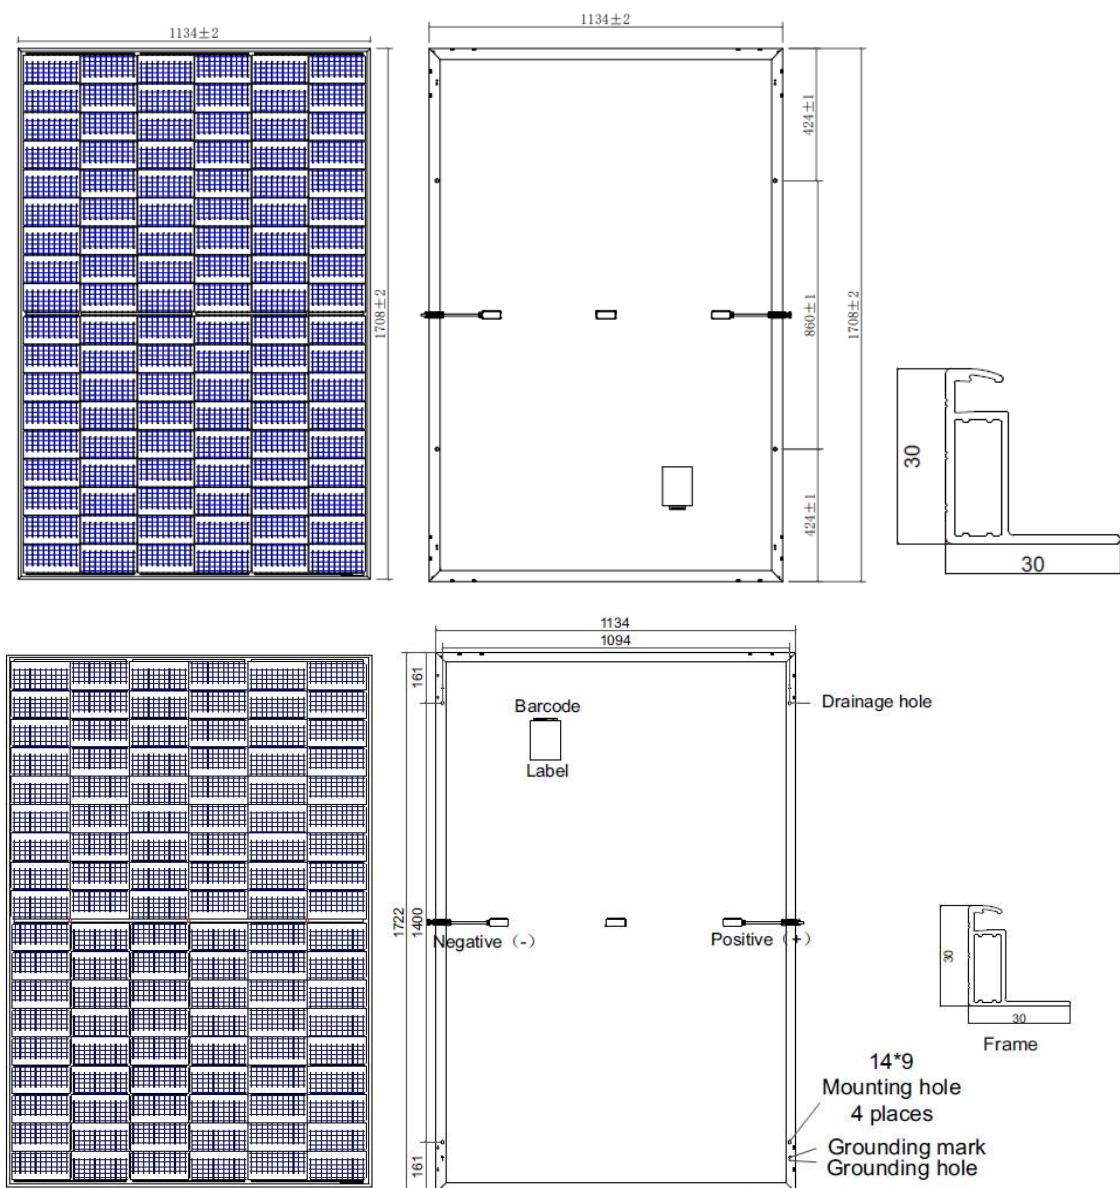 1134±2
1708±2
1134±2
424±1
860±1
424±1
1708±2
30
30
1134
1094
161
1722
1400
161
Drainage hole
Barcode
Label
Negative（-）
Positive（+）
14*9
Mounting hole
4 places
Grounding mark
Grounding hole
30
30
Frame